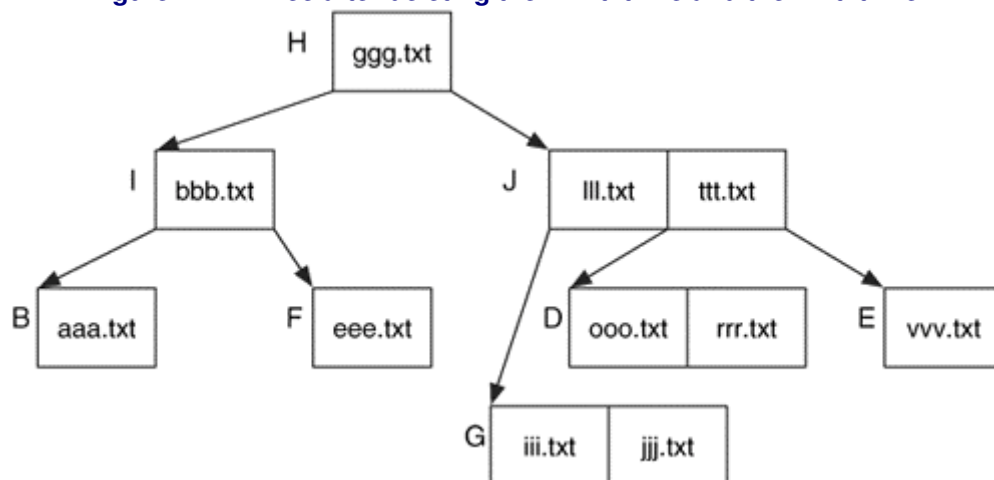 H
ggg.txt
I
bbb.txt
J
lll.txt
ttt.txt
B
aaa.txt
F
eee.txt
D
ooo.txt
rrr.txt
E
vvv.txt
G
iii.txt
jjj.txt